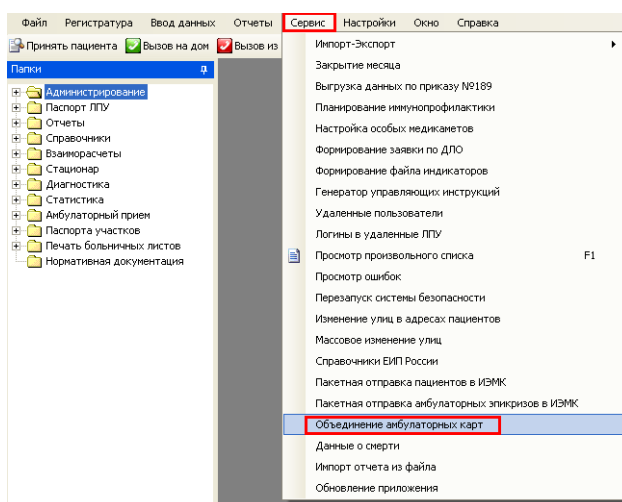 Файл Регистратура Ввод данных Отчеты Сервис Настройки Окно Справка
Принять пациента Вызов на дом Вызов из
Папки
Администрирование
Паспорт ЛПУ
Отчеты
Справочники
Взаиморасчеты
Стационар
Диагностика
Статистика
Амбулаторный прием
Паспорта участков
Печать больничных листов
Нормативная документация
Импорт-Экспорт
Закрытие месяца
Выгрузка данных по приказу №189
Планирование иммунопрофилактики
Настройка особых медикаметов
Формирование заявки по ДЛО
Формирование файла индикаторов
Генератор управляющих инструкций
Удаленные пользователи
Логины в удаленные ЛПУ
Просмотр произвольного списка F1
Просмотр ошибок
Перезапуск системы безопасности
Изменение улиц в адресах пациентов
Массовое изменение улиц
Справочники ЕИП России
Пакетная отправка пациентов в ИЭМК
Пакетная отправка амбулаторных эпикризов в ИЭМК
Объединение амбулаторных карт
Данные о смерти
Импорт отчета из файла
Обновление приложения